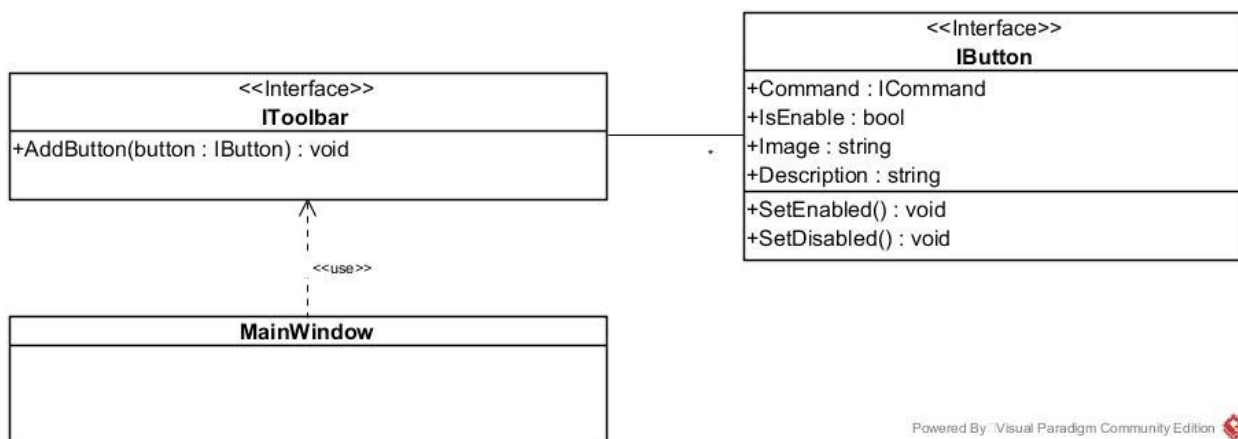 <<Interface>>
IToolbar
+AddButton(button : IButton) : void
<<Interface>>
IButton
+Command : ICommand
+IsEnable : bool
+Image : string
+Description : string
+SetEnabled() : void
+SetDisabled() : void
*
<<use>>
MainWindow
Powered By Visual Paradigm Community Edition